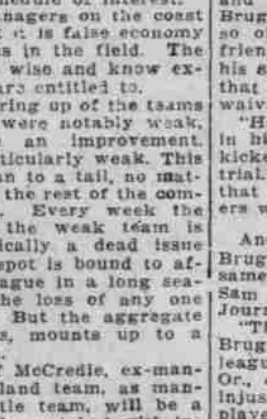 nagers on the coast
it is false economy
s in the field. The
wise and know ex-
are entitled to.
ring up of the teams
were notably weak,
an improvement.
ticularly weak. This
an to a tail, no mat-
the rest of the com-
. Every week the
the weak team is
ically a dead issue
spot is bound to af-
ague in a long sea-
he loss of any one
But the aggregate
s, mounts up to a
f McCredie, ex-man-
land team, as man-
tle team, will be a
and
Brug
so o
frien
his s
that
waiv
"H
in hi
kicke
trial.
that
ers w
An
Brug
same
Sam
Journ
"Th
Brug
leagu
Or.,
injus
playe